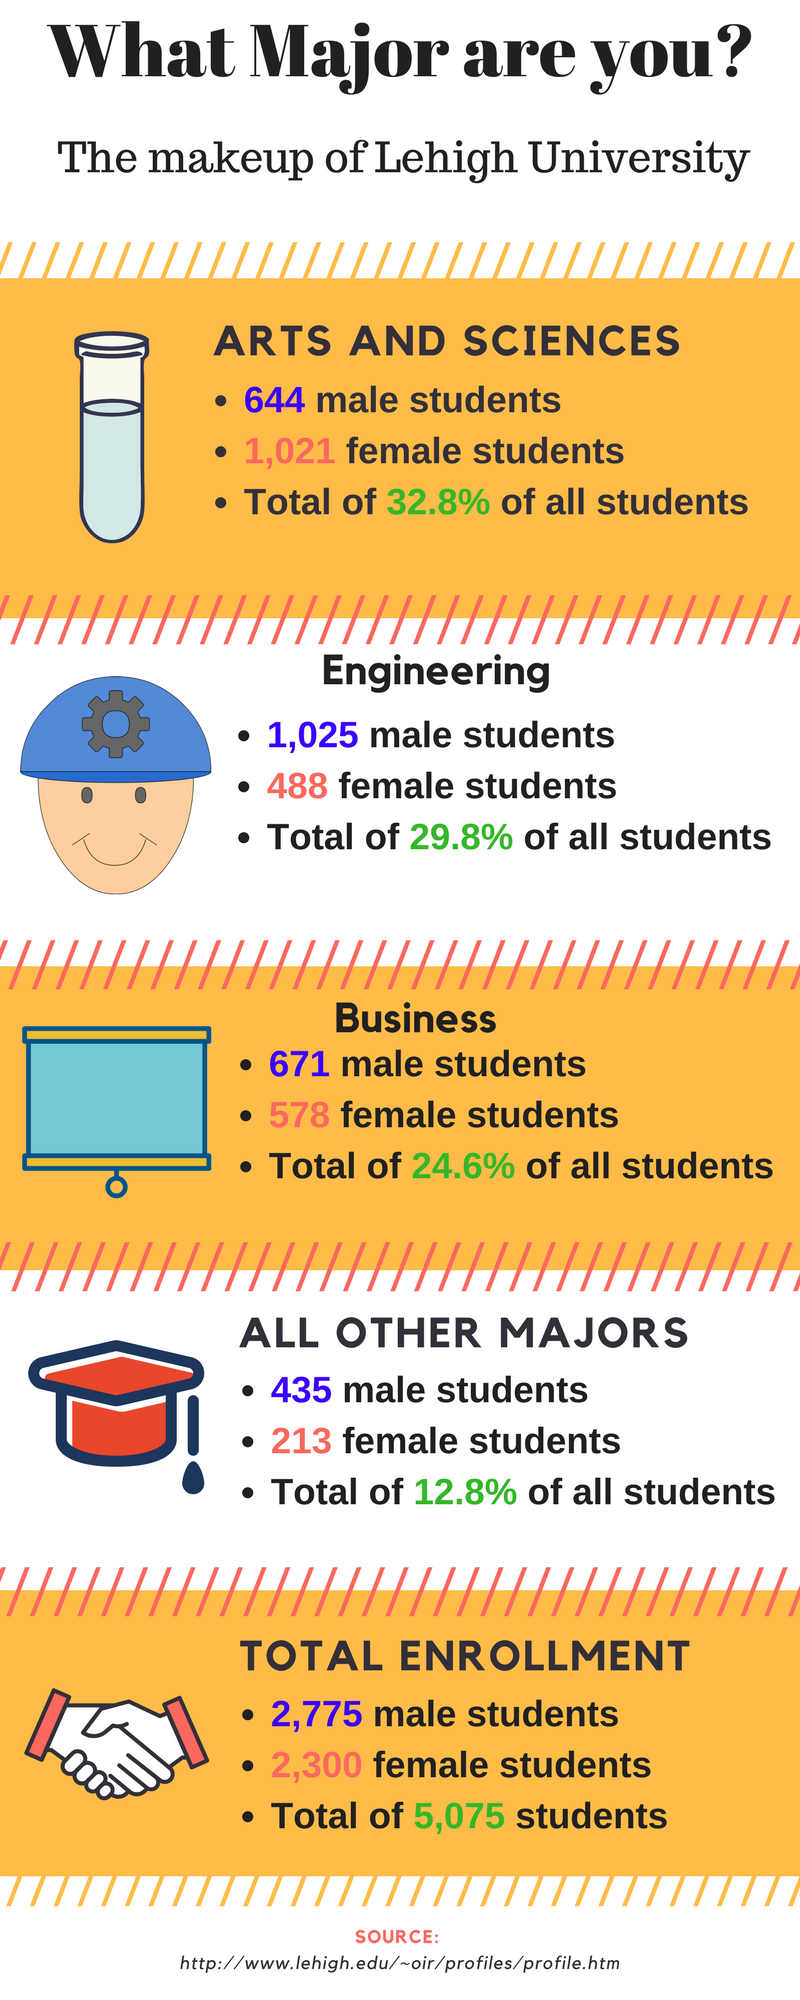 What Major are you?
The makeup of Lehigh University
ARTS AND SCIENCES
• 644 male students
• 1,021 female students
• Total of 32.8% of all students
Engineering
• 1,025 male students
• 488 female students
• Total of 29.8% of all students
Business
• 671 male students
• 578 female students
• Total of 24.6% of all students
ALL OTHER MAJORS
• 435 male students
• 213 female students
• Total of 12.8% of all students
TOTAL ENROLLMENT
• 2,775 male students
• 2,300 female students
• Total of 5,075 students
SOURCE:
http://www.lehigh.edu/~oir/profiles/profile.htm